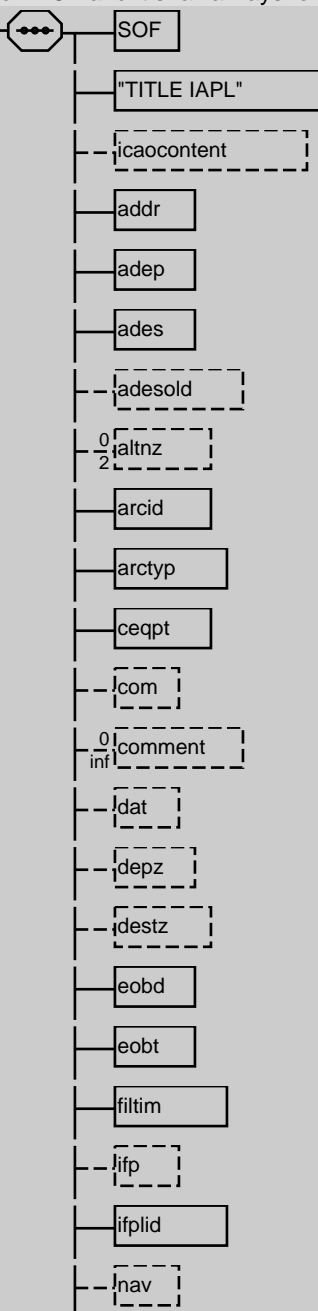 SOF
"TITLE IAPL"
icaocontent
addr
adep
ades
adesold
0
2
altnz
arcid
arctyp
ceqpt
com
0
inf
comment
dat
depz
destz
eobd
eobt
filtim
ifp
ifplid
nav